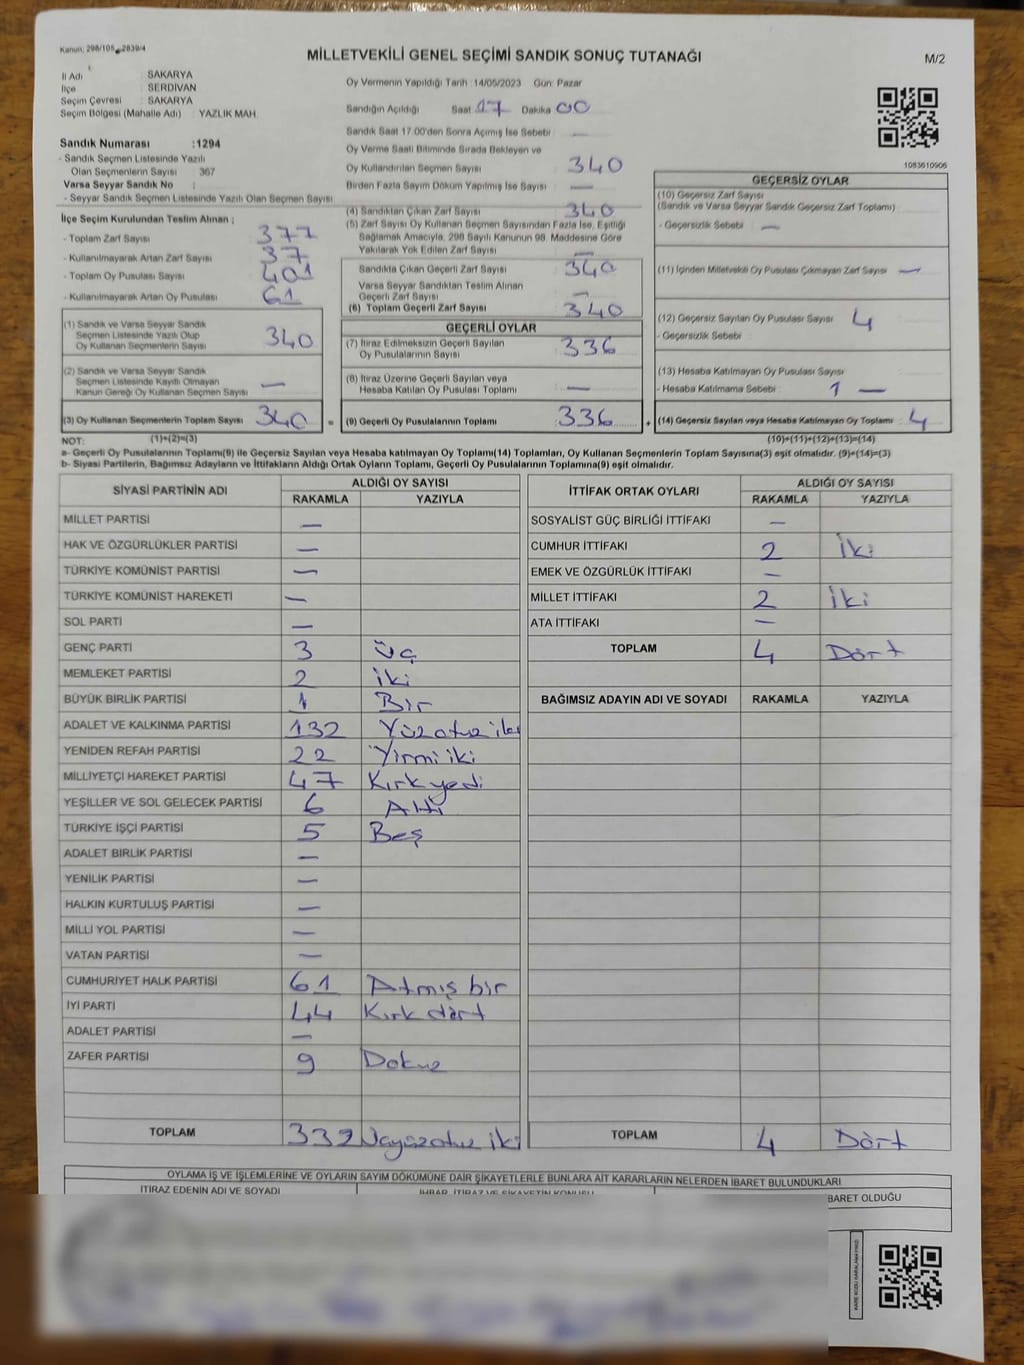 Kanun: 298/105, 2839/4
MİLLETVEKİLİ GENEL SEÇİMİ SANDIK SONUÇ TUTANAĞI
M/2
İl Adı SAKARYA
İlçe SERDİVAN
Seçim Çevresi : SAKARYA
Seçim Bölgesi (Mahalle Adı) : YAZLIK MAH.
Sandık Numarası :1294
- Sandık Seçmen Listesinde Yazılı
Olan Seçmenlerin Sayısı 367
Varsa Seyyar Sandık No :
- Seyyar Sandık Seçmen Listesinde Yazılı Olan Seçmen Sayısı
İlçe Seçim Kurulundan Teslim Alınan ;
- Toplam Zarf Sayısı 377
- Kullanılmayarak Artan Zarf Sayısı 37
- Toplam Oy Pusulası Sayısı 401
- Kullanılmayarak Artan Oy Pusulası 61
(1) Sandık ve Varsa Seyyar Sandık
Seçmen Listesinde Yazılı Olup
Oy Kullanan Seçmenlerin Sayısı 340
(2) Sandık ve Varsa Seyyar Sandık
Seçmen Listesinde Kayıtlı Olmayan
Kanun Gereği Oy Kullanan Seçmen Sayısı —
(3) Oy Kullanan Seçmenlerin Toplam Sayısı 340 =
Oy Vermenin Yapıldığı Tarih :14/05/2023 Gün: Pazar
Sandığın Açıldığı Saat 17 Dakika 00
Sandık Saat 17.00'den Sonra Açılmış İse Sebebi : —
Oy Verme Saati Bitiminde Sırada Bekleyen ve
Oy Kullandırılan Seçmen Sayısı 340
Birden Fazla Sayım Döküm Yapılmış İse Sayısı : —
(4) Sandıktan Çıkan Zarf Sayısı 340
(5) Zarf Sayısı Oy Kullanan Seçmen Sayısından Fazla İse, Eşitliği
Sağlamak Amacıyla, 298 Sayılı Kanunun 98. Maddesine Göre
Yakılarak Yok Edilen Zarf Sayısı : —
Sandıkta Çıkan Geçerli Zarf Sayısı 340
Varsa Seyyar Sandıktan Teslim Alınan
Geçerli Zarf Sayısı —
(6) Toplam Geçerli Zarf Sayısı 340
GEÇERLİ OYLAR
(7) İtiraz Edilmeksizin Geçerli Sayılan
Oy Pusulalarının Sayısı 336
(8) İtiraz Üzerine Geçerli Sayılan veya
Hesaba Katılan Oy Pusulası Toplamı —
(9) Geçerli Oy Pusulalarının Toplamı 336 +
1083610906
GEÇERSİZ OYLAR
(10) Geçersiz Zarf Sayısı
(Sandık ve Varsa Seyyar Sandık Geçersiz Zarf Toplamı)
- Geçersizlik Sebebi : —
(11) İçinden Milletvekili Oy Pusulası Çıkmayan Zarf Sayısı —
(12) Geçersiz Sayılan Oy Pusulası Sayısı : 4
- Geçersizlik Sebebi
(13) Hesaba Katılmayan Oy Pusulası Sayısı
- Hesaba Katılmama Sebebi : 1 —
(14) Geçersiz Sayılan veya Hesaba Katılmayan Oy Toplamı : 4
NOT: (1)+(2)=(3) (10)+(11)+(12)+(13)=(14)
a- Geçerli Oy Pusulalarının Toplamı(9) ile Geçersiz Sayılan veya Hesaba katılmayan Oy Toplamı(14) Toplamları, Oy Kullanan Seçmenlerin Toplam Sayısına(3) eşit olmalıdır. (9)+(14)=(3)
b- Siyasi Partilerin, Bağımsız Adayların ve İttifakların Aldığı Ortak Oyların Toplamı, Geçerli Oy Pusulalarının Toplamına(9) eşit olmalıdır.
SİYASİ PARTİNİN ADI ALDIĞI OY SAYISI
RAKAMLA YAZIYLA
MİLLET PARTİSİ —
HAK VE ÖZGÜRLÜKLER PARTİSİ —
TÜRKİYE KOMÜNİST PARTİSİ —
TÜRKİYE KOMÜNİST HAREKETİ —
SOL PARTİ —
GENÇ PARTİ 3 üç
MEMLEKET PARTİSİ 2 iki
BÜYÜK BİRLİK PARTİSİ 1 Bir
ADALET VE KALKINMA PARTİSİ 132 Yüzotuz iki
YENİDEN REFAH PARTİSİ 22 Yirmi iki
MİLLİYETÇİ HAREKET PARTİSİ 47 Kırk yedi
YEŞİLLER VE SOL GELECEK PARTİSİ 6 Altı
TÜRKİYE İŞÇİ PARTİSİ 5 Beş
ADALET BİRLİK PARTİSİ —
YENİLİK PARTİSİ —
HALKIN KURTULUŞ PARTİSİ —
MİLLİ YOL PARTİSİ —
VATAN PARTİSİ —
CUMHURİYET HALK PARTİSİ 61 Atmış bir
İYİ PARTİ 44 Kırk dört
ADALET PARTİSİ —
ZAFER PARTİSİ 9 Dokuz
TOPLAM 332 iki
İTTİFAK ORTAK OYLARI ALDIĞI OY SAYISI
RAKAMLA YAZIYLA
SOSYALİST GÜÇ BİRLİĞİ İTTİFAKI —
CUMHUR İTTİFAKI 2 İki
EMEK VE ÖZGÜRLÜK İTTİFAKI —
MİLLET İTTİFAKI 2 İki
ATA İTTİFAKI —
TOPLAM 4 Dört
BAĞIMSIZ ADAYIN ADI VE SOYADI RAKAMLA YAZIYLA
TOPLAM 4 Dört
OYLAMA İŞ VE İŞLEMLERİNE VE OYLARIN SAYIM DÖKÜMÜNE DAİR ŞİKAYETLERLE BUNLARA AİT KARARLARIN NELERDEN İBARET BULUNDUKLARI
İTİRAZ EDENİN ADI VE SOYADI İHBAR, İTİRAZ VE ŞİKAYETİN KONUSU BARET OLDUĞU